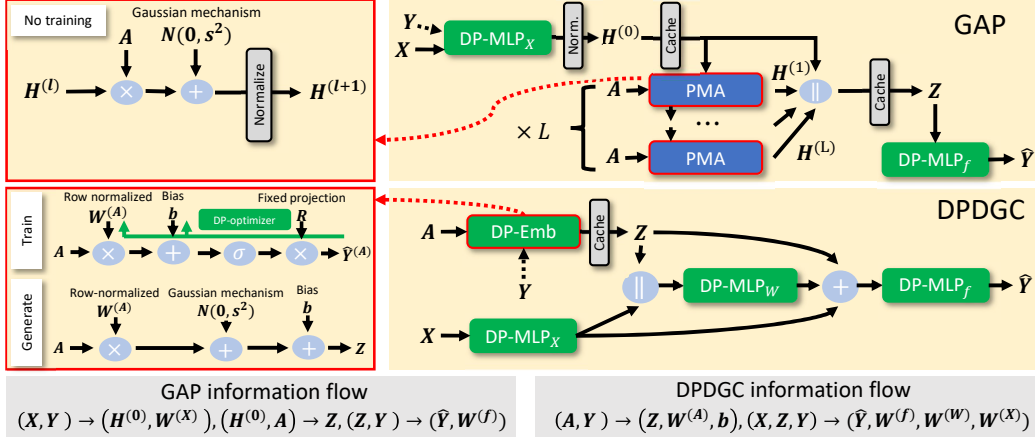 No training
Gaussian mechanism
A
N(0, s²)
H^(l)
×
+
Normalize
H^(l+1)
GAP
Y
X
DP-MLP_X
Norm.
H^(0)
Cache
A
PMA
H^(1)
× L
...
||
Cache
Z
A
PMA
H^(L)
DP-MLP_f
Ŷ
Train
Row normalized
Bias
Fixed projection
W^(A)
b
DP-optimizer
R
A
×
+
σ
×
Ŷ^(A)
Generate
Row-normalized
Gaussian mechanism
Bias
W^(A)
N(0, s²)
b
A
×
+
+
Z
DPDGC
A
DP-Emb
Cache
Z
Y
||
DP-MLP_W
+
DP-MLP_f
Ŷ
X
DP-MLP_X
GAP information flow
(X, Y) → (H^(0), W^(X)), (H^(0), A) → Z, (Z, Y) → (Ŷ, W^(f))
DPDGC information flow
(A, Y) → (Z, W^(A), b), (X, Z, Y) → (Ŷ, W^(f), W^(W), W^(X))